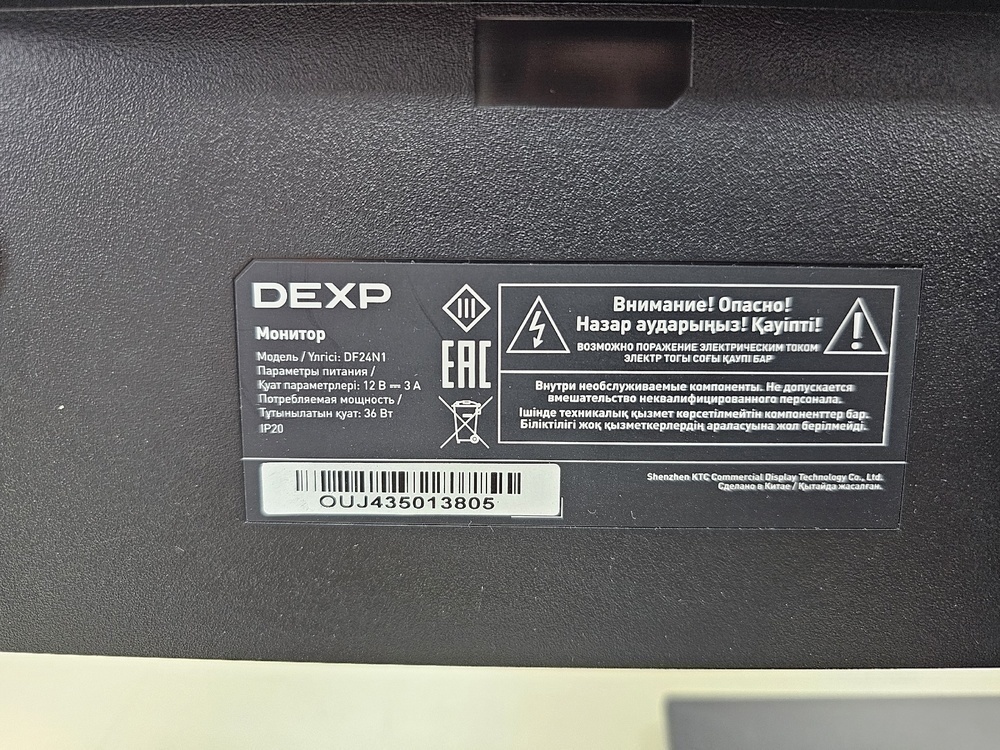 DEXP
Монитор
Модель / Үлгісі: DF24N1
Параметры питания /
Қуат параметрлері: 12 В ⎓ 3 А
Потребляемая мощность /
Тұтынылатын қуат: 36 Вт
IP20
EAC
Внимание! Опасно!
Назар аударыңыз! Қауіпті!
ВОЗМОЖНО ПОРАЖЕНИЕ ЭЛЕКТРИЧЕСКИМ ТОКОМ
ЭЛЕКТР ТОГЫ СОҒЫ ҚАУПІ БАР
Внутри необслуживаемые компоненты. Не допускается
вмешательство неквалифицированного персонала.
Ішінде техникалық қызмет көрсетілмейтін компоненттер бар.
Біліктілігі жоқ қызметкерлердің араласуына жол берілмейді.
OUJ435013805
Shenzhen KTC Commercial Display Technology Co., Ltd.
Сделано в Китае / Қытайда жасалған.